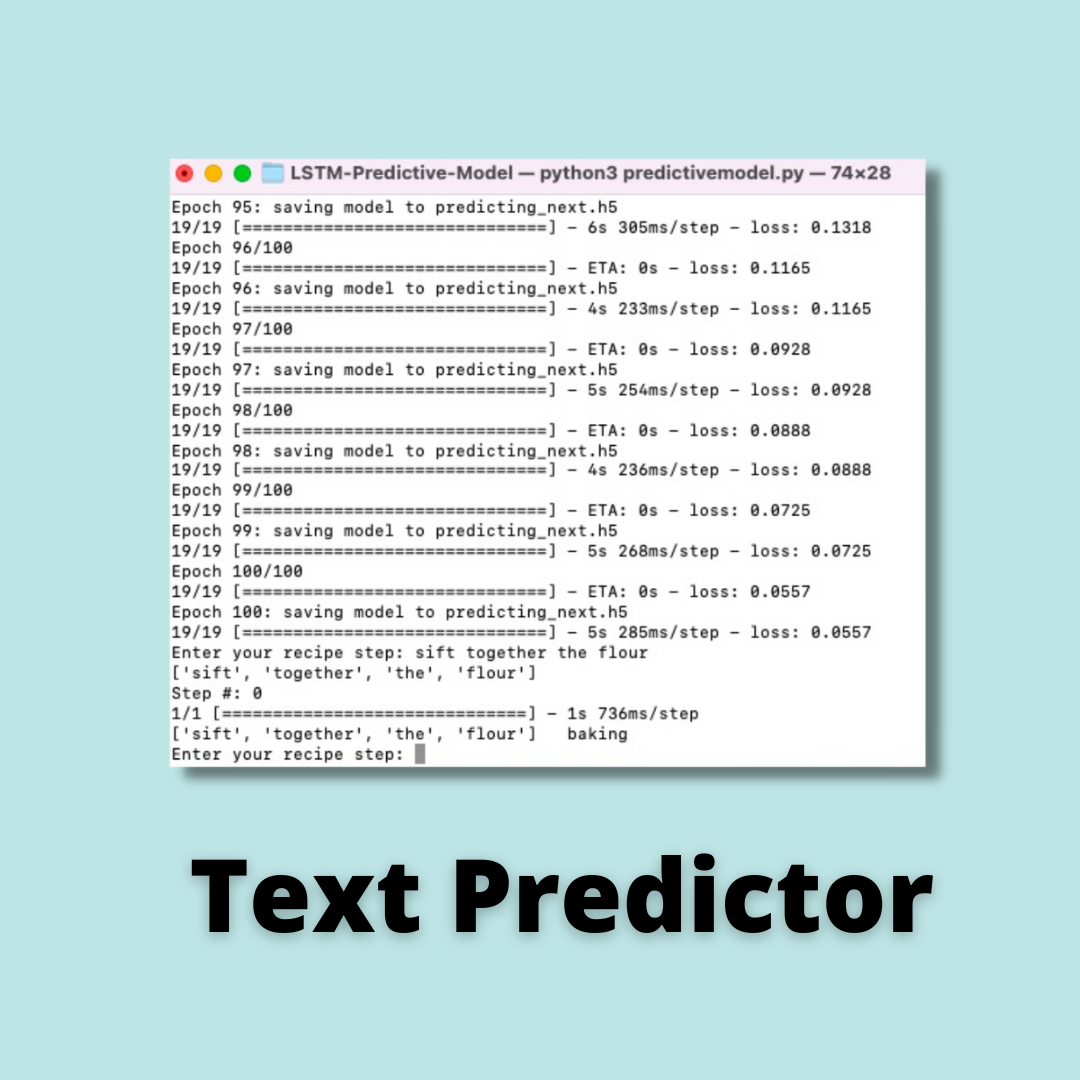 LSTM-Predictive-Model — python3 predictivemodel.py — 74×28
Epoch 95: saving model to predicting_next.h5
19/19 [==============================] - 6s 305ms/step - loss: 0.1318
Epoch 96/100
19/19 [==============================] - ETA: 0s - loss: 0.1165
Epoch 96: saving model to predicting_next.h5
19/19 [==============================] - 4s 233ms/step - loss: 0.1165
Epoch 97/100
19/19 [==============================] - ETA: 0s - loss: 0.0928
Epoch 97: saving model to predicting_next.h5
19/19 [==============================] - 5s 254ms/step - loss: 0.0928
Epoch 98/100
19/19 [==============================] - ETA: 0s - loss: 0.0888
Epoch 98: saving model to predicting_next.h5
19/19 [==============================] - 4s 236ms/step - loss: 0.0888
Epoch 99/100
19/19 [==============================] - ETA: 0s - loss: 0.0725
Epoch 99: saving model to predicting_next.h5
19/19 [==============================] - 5s 268ms/step - loss: 0.0725
Epoch 100/100
19/19 [==============================] - ETA: 0s - loss: 0.0557
Epoch 100: saving model to predicting_next.h5
19/19 [==============================] - 5s 285ms/step - loss: 0.0557
Enter your recipe step: sift together the flour
['sift', 'together', 'the', 'flour']
Step #: 0
1/1 [==============================] - 1s 736ms/step
['sift', 'together', 'the', 'flour']   baking
Enter your recipe step:
Text Predictor